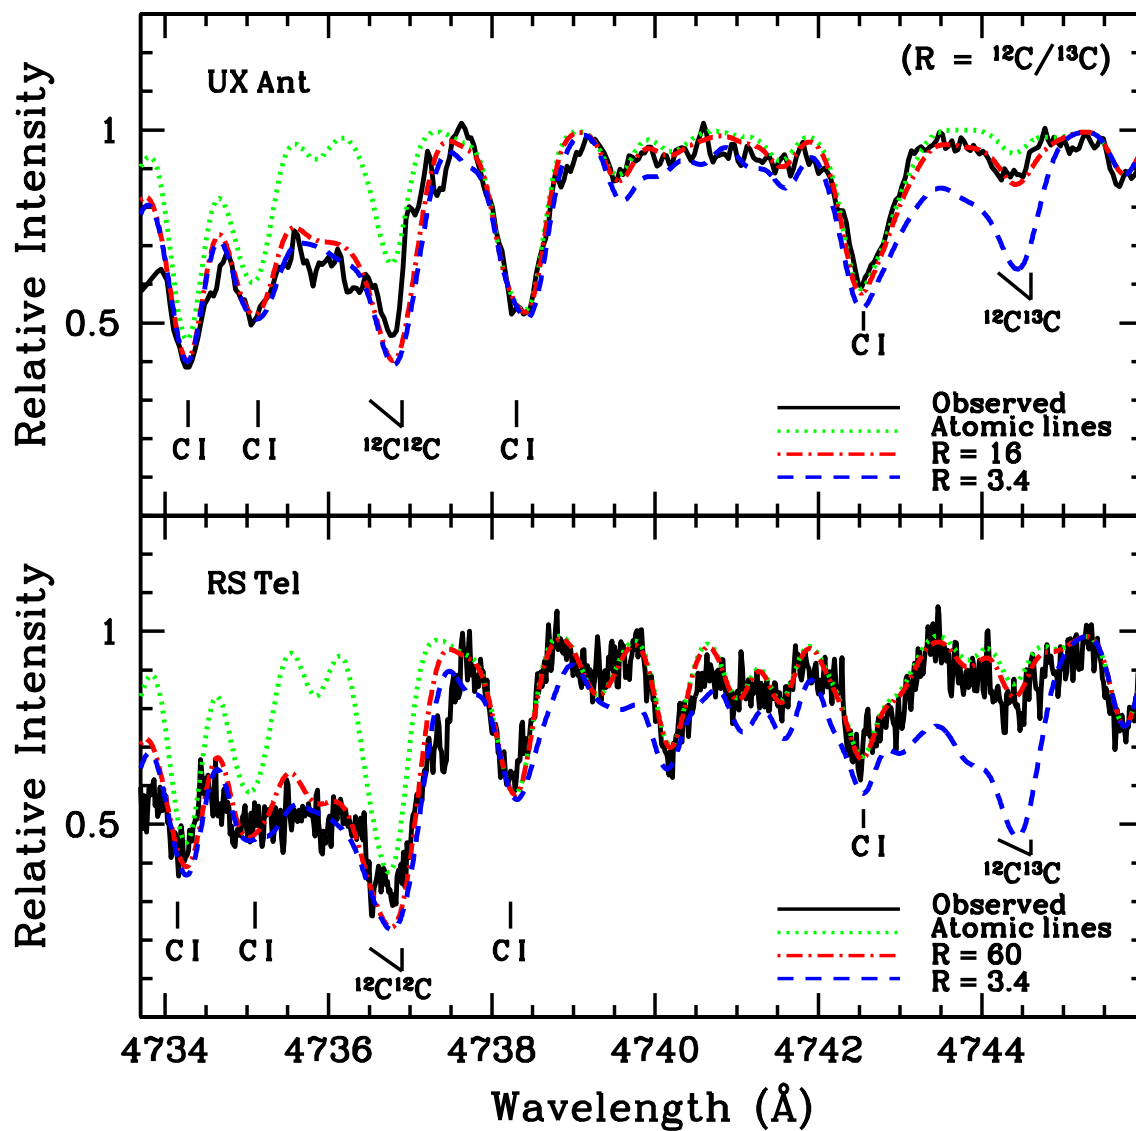 (R = ¹²C/¹³C)
UX Ant
1
0.5
Relative Intensity
¹²C¹³C
C I
C I C I ¹²C¹²C C I
Observed
Atomic lines
R = 16
R = 3.4
RS Tel
1
0.5
Relative Intensity
C I
¹²C¹³C
C I C I C I
¹²C¹²C
Observed
Atomic lines
R = 60
R = 3.4
4734 4736 4738 4740 4742 4744
Wavelength (Å)